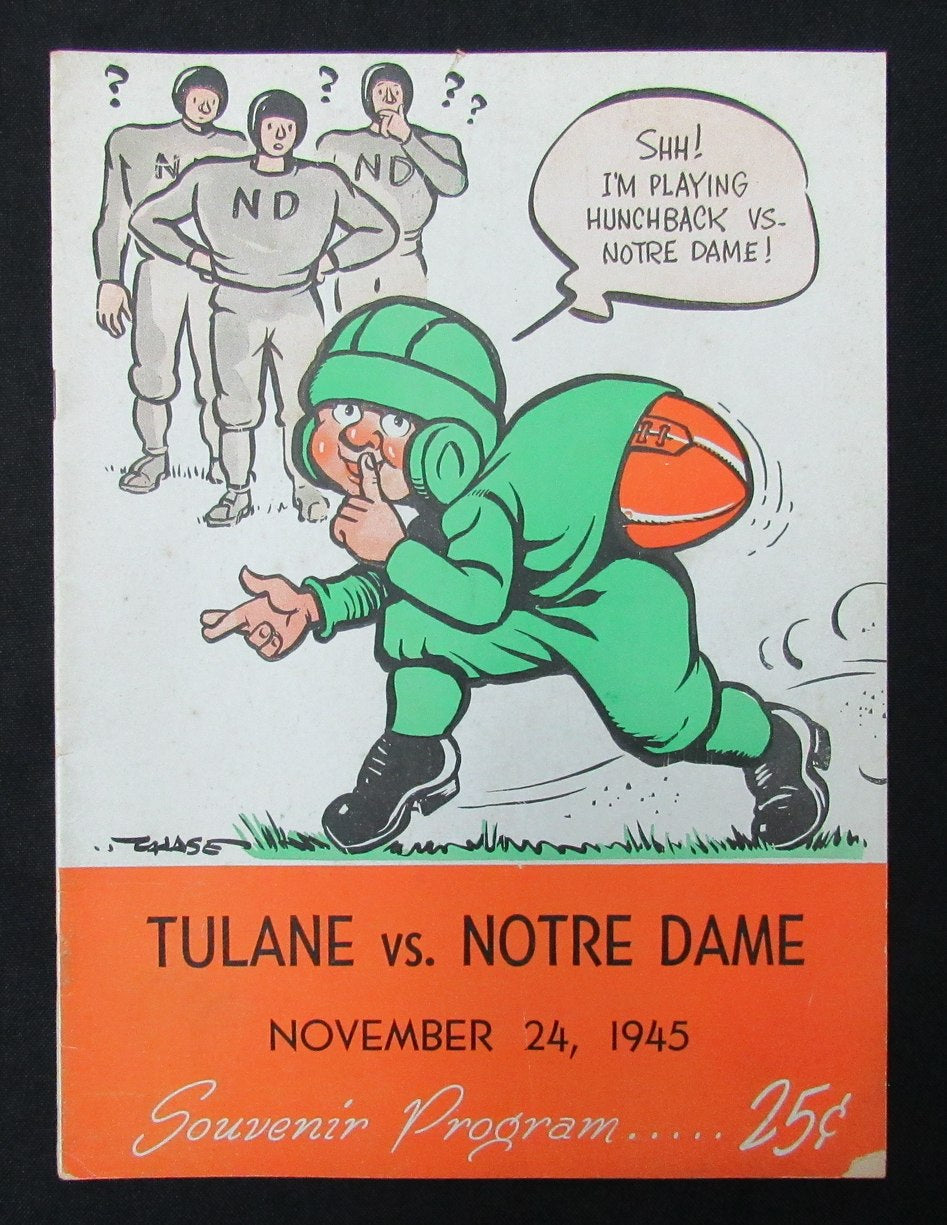 ? ? ? ?
N ND ND
SHH!
I'M PLAYING
HUNCHBACK VS-
NOTRE DAME!
CHASE
TULANE vs. NOTRE DAME
NOVEMBER 24, 1945
Souvenir Program..... 25¢